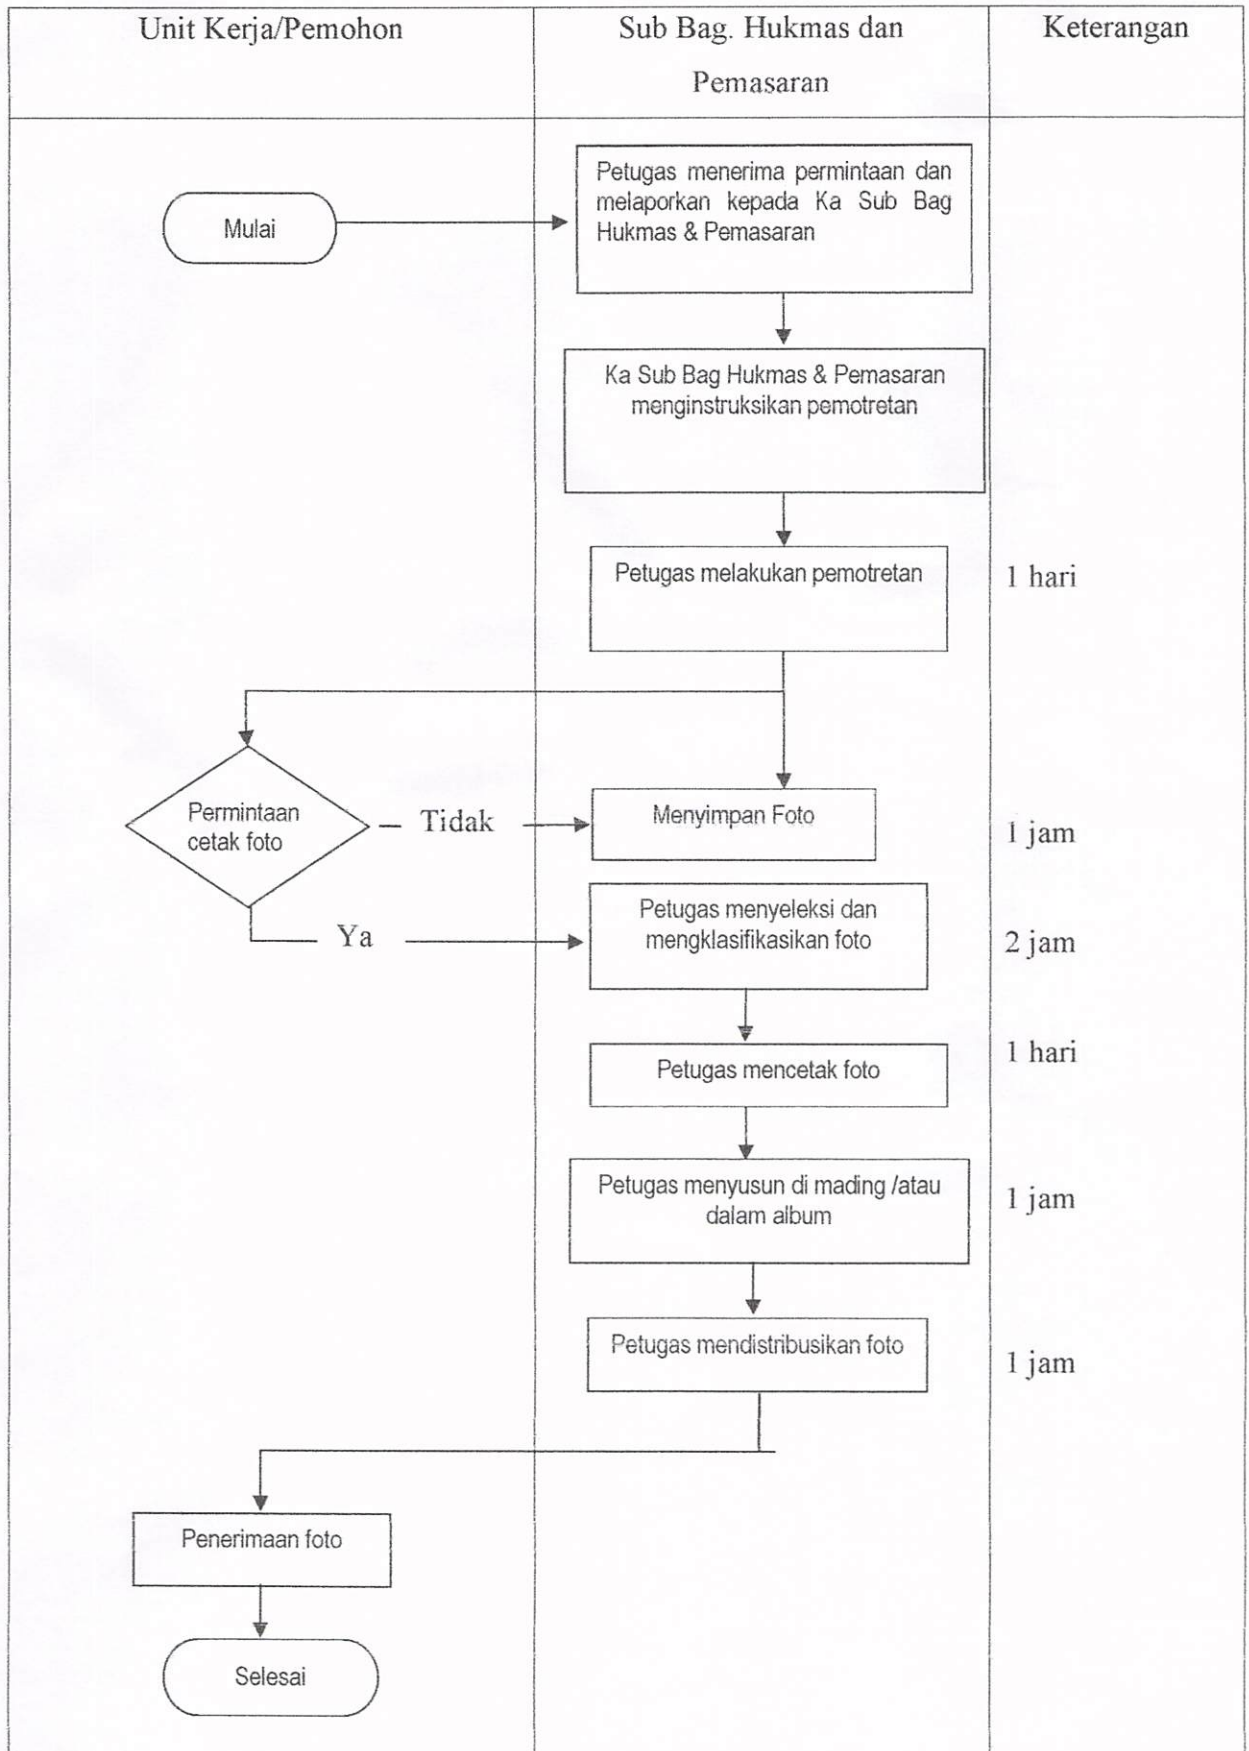 Unit Kerja/Pemohon
Sub Bag. Hukmas dan
Pemasaran
Keterangan
Mulai
Petugas menerima permintaan dan
melaporkan kepada Ka Sub Bag
Hukmas & Pemasaran
Ka Sub Bag Hukmas & Pemasaran
menginstruksikan pemotretan
Petugas melakukan pemotretan
1 hari
Permintaan
cetak foto
Tidak
Menyimpan Foto
1 jam
Ya
Petugas menyeleksi dan
mengklasifikasikan foto
2 jam
Petugas mencetak foto
1 hari
Petugas menyusun di mading /atau
dalam album
1 jam
Petugas mendistribusikan foto
1 jam
Penerimaan foto
Selesai